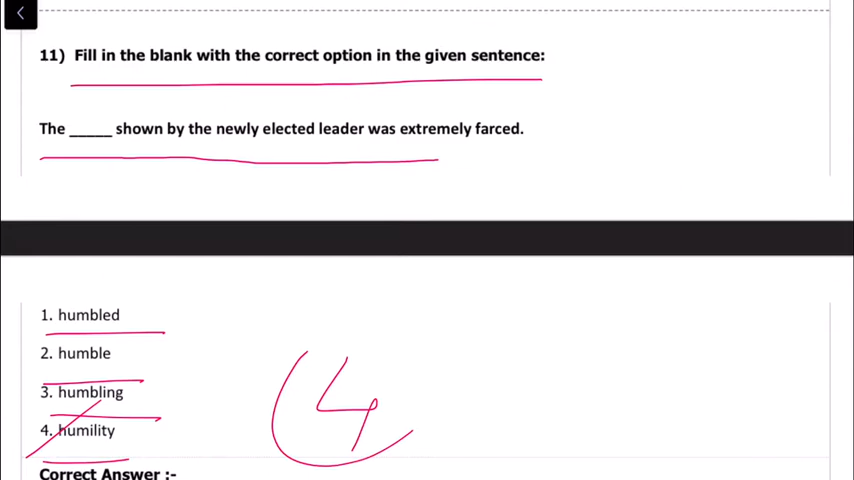 11) Fill in the blank with the correct option in the given sentence:
The _____ shown by the newly elected leader was extremely farced.
1. humbled
2. humble
3. humbling
4. humility
4
Correct Answer :-